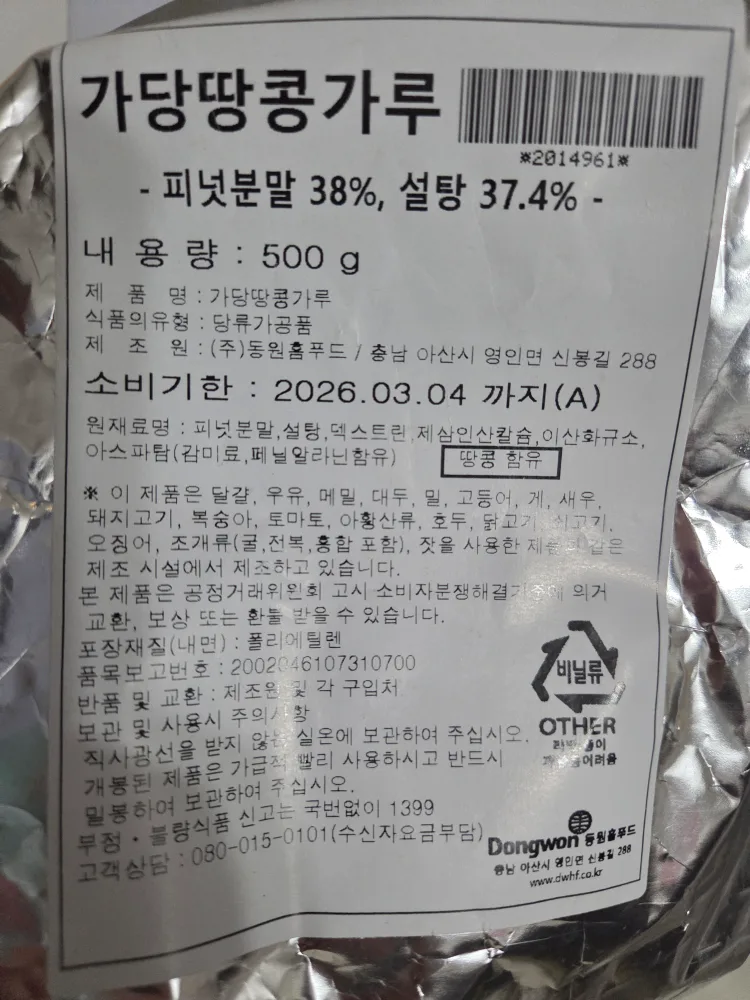 가당땅콩가루
※2014961※
- 피넛분말 38%, 설탕 37.4% -
내 용 량 : 500 g
제 품 명 : 가당땅콩가루
식품의유형 : 당류가공품
제 조 원 : (주)동원홈푸드 / 충남 아산시 영인면 신봉길 288
소비기한 : 2026.03.04 까지(A)
원재료명 : 피넛분말,설탕,덱스트린,제삼인산칼슘,이산화규소,
아스파탐(감미료,페닐알라닌함유)
땅콩 함유
※ 이 제품은 달걀, 우유, 메밀, 대두, 밀, 고등어, 게, 새우,
돼지고기, 복숭아, 토마토, 아황산류, 호두, 닭고기, 쇠고기,
오징어, 조개류(굴,전복,홍합 포함), 잣을 사용한 제품과 같은
제조 시설에서 제조하고 있습니다.
본 제품은 공정거래위원회 고시 소비자분쟁해결기준에 의거
교환, 보상 또는 환불 받을 수 있습니다.
포장재질(내면) : 폴리에틸렌
품목보고번호 :
반품 및 교환 : 제조원 및 각 구입처
보관 및 사용시 주의사항
직사광선을 받지 않는 실온에 보관하여 주십시오.
개봉된 제품은 가급적 빨리 사용하시고 반드시
밀봉하여 보관하여 주십시오.
부정 · 불량식품 신고는 국번없이 1399
고객상담 : 080-015-0101(수신자요금부담)
비닐류
OTHER
Dongwon 동원홈푸드
충남 아산시 영인면 신봉길 288
www.dwhf.co.kr